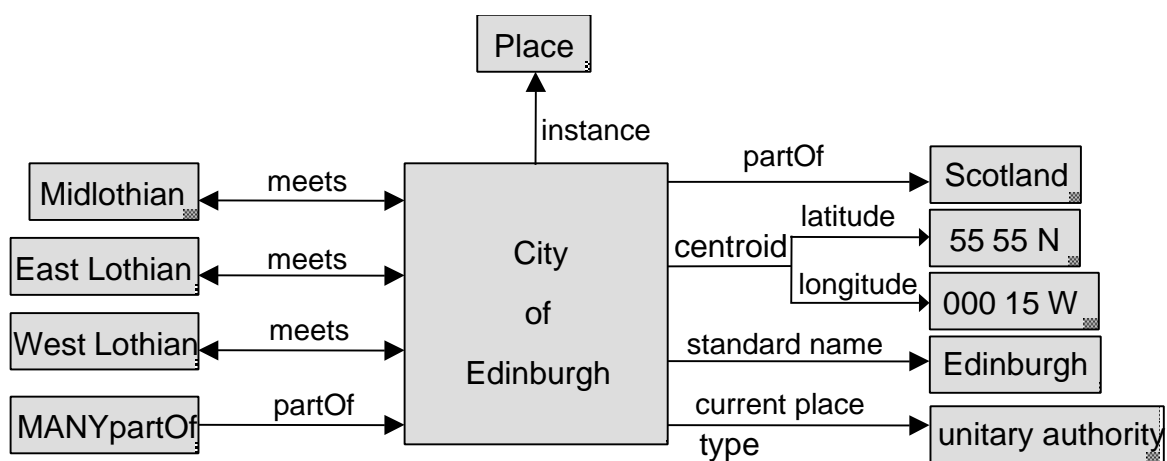 Place
instance
Midlothian
meets
East Lothian
meets
West Lothian
meets
MANYpartOf
partOf
City
of
Edinburgh
partOf
Scotland
centroid
latitude
55 55 N
longitude
000 15 W
standard name
Edinburgh
current place
type
unitary authority